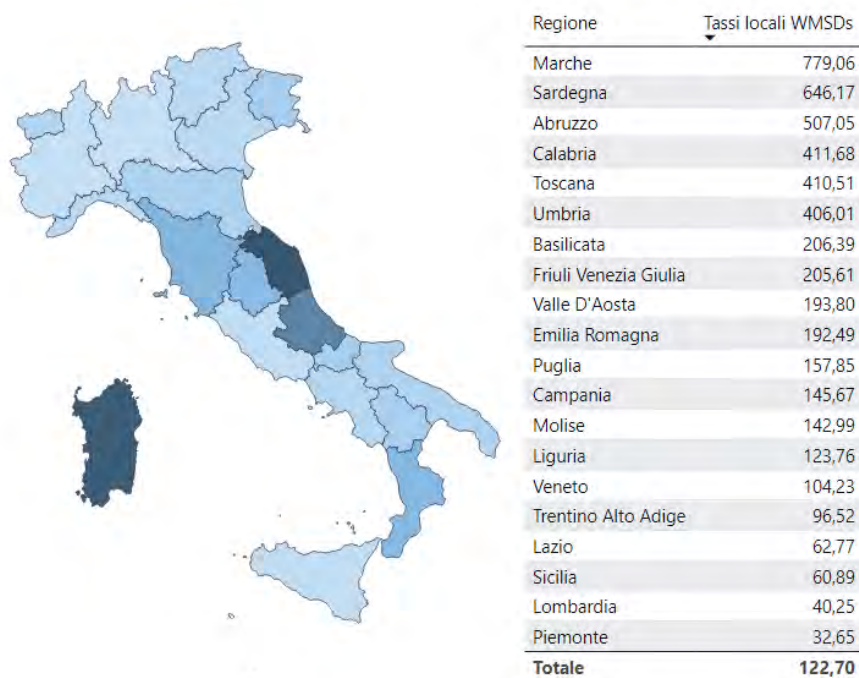 Regione Tassi locali WMSDs
Marche 779,06
Sardegna 646,17
Abruzzo 507,05
Calabria 411,68
Toscana 410,51
Umbria 406,01
Basilicata 206,39
Friuli Venezia Giulia 205,61
Valle D'Aosta 193,80
Emilia Romagna 192,49
Puglia 157,85
Campania 145,67
Molise 142,99
Liguria 123,76
Veneto 104,23
Trentino Alto Adige 96,52
Lazio 62,77
Sicilia 60,89
Lombardia 40,25
Piemonte 32,65
Totale 122,70